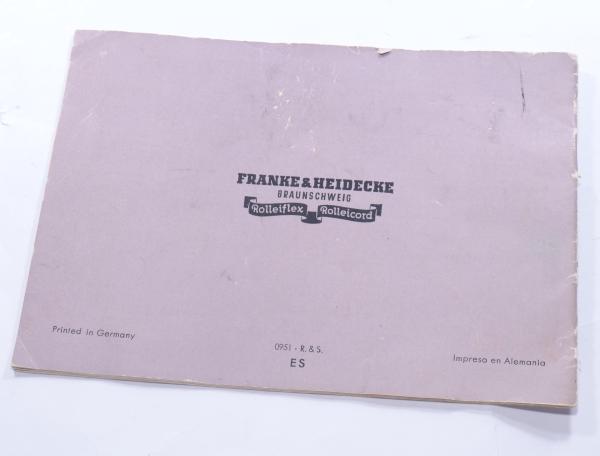 FRANKE & HEIDECKE
BRAUNSCHWEIG
Rolleiflex Rolleicord
Printed in Germany
0951 - R. & S.
ES
Impreso en Alemania